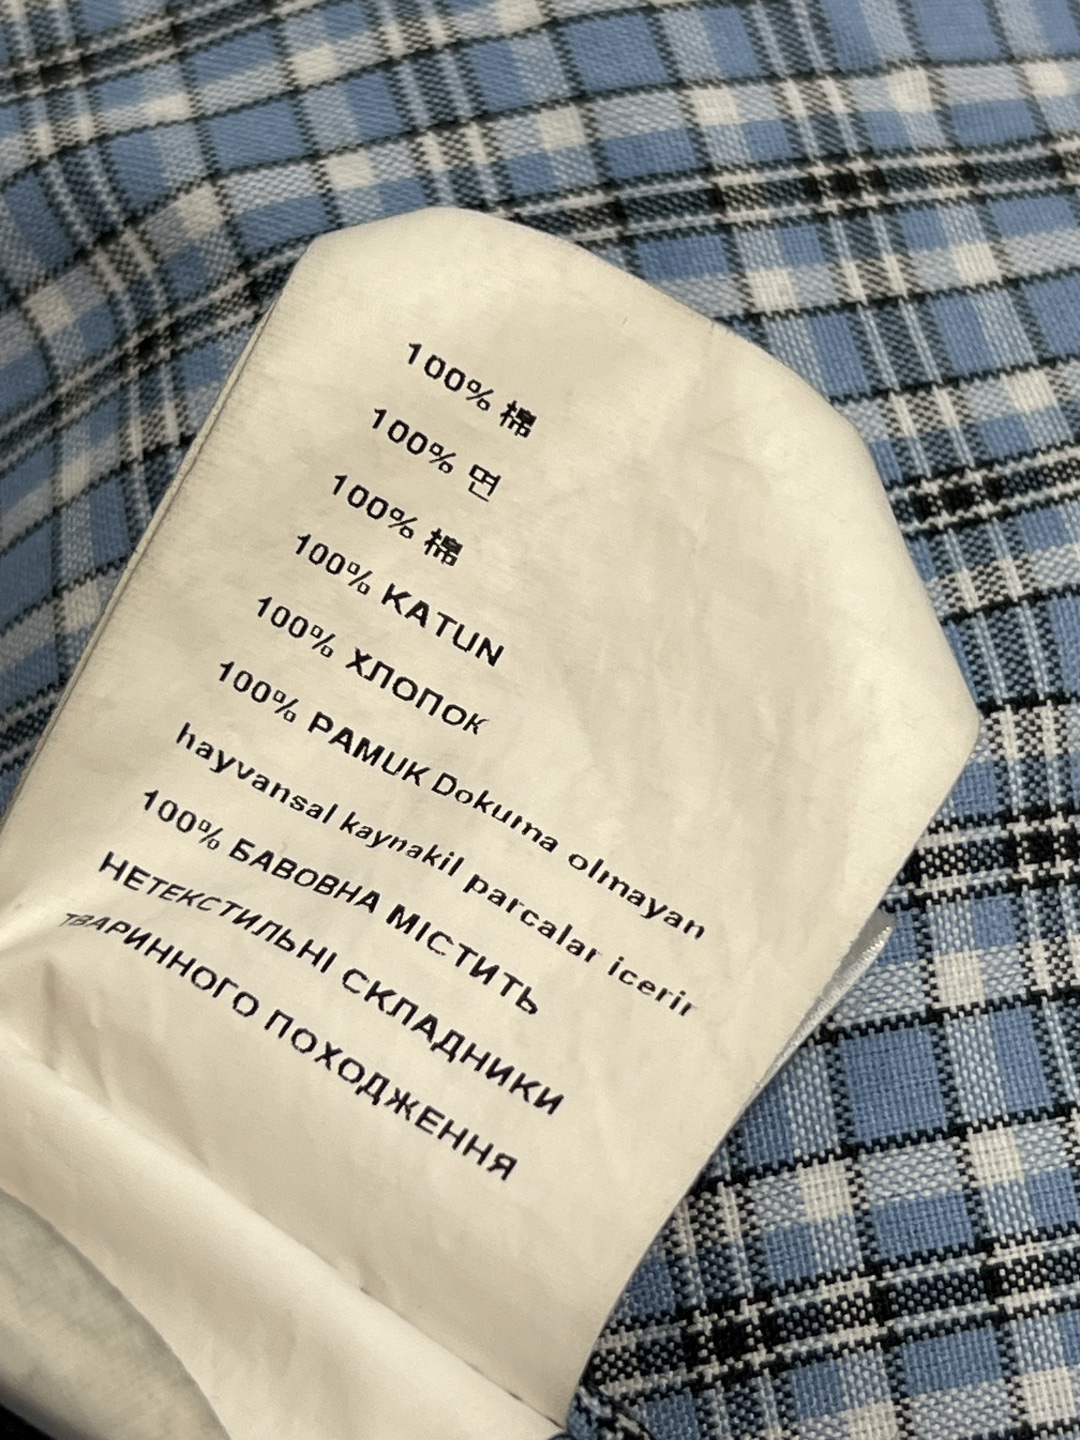 100% 棉
100% 면
100% 棉
100% KATUN
100% ХЛОПОК
100% PAMUK Dokuma olmayan
hayvansal kaynakil parcalar icerir
100% БАВОВНА МІСТИТЬ
НЕТЕКСТИЛЬНІ СКЛАДНИКИ
ТВАРИННОГО ПОХОДЖЕННЯ